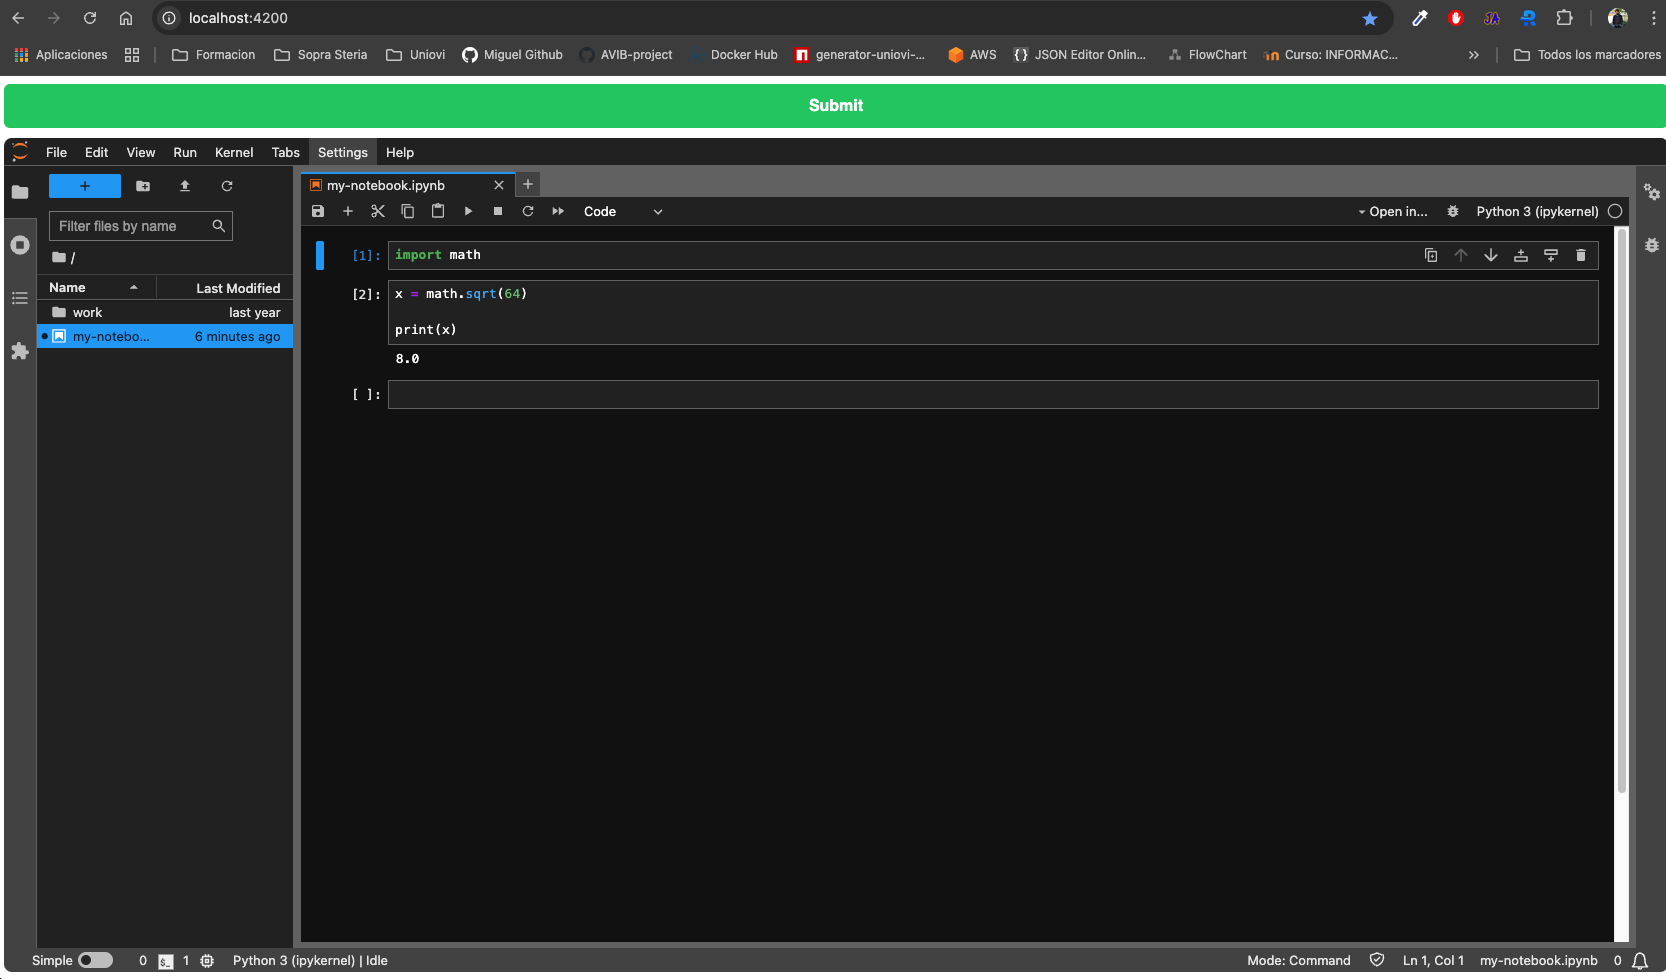 localhost:4200
Aplicaciones Formacion Sopra Steria Uniovi Miguel Github AVIB-project Docker Hub generator-uniovi-... AWS JSON Editor Onlin... FlowChart Curso: INFORMAC... » Todos los marcadores
Submit
File Edit View Run Kernel Tabs Settings Help
my-notebook.ipynb
Code Open in... Python 3 (ipykernel)
Filter files by name
/
Name Last Modified
work last year
my-notebo... 6 minutes ago
[1]: import math
[2]: x = math.sqrt(64)
print(x)
8.0
[ ]:
Simple 0 1 Python 3 (ipykernel) | Idle Mode: Command Ln 1, Col 1 my-notebook.ipynb 0